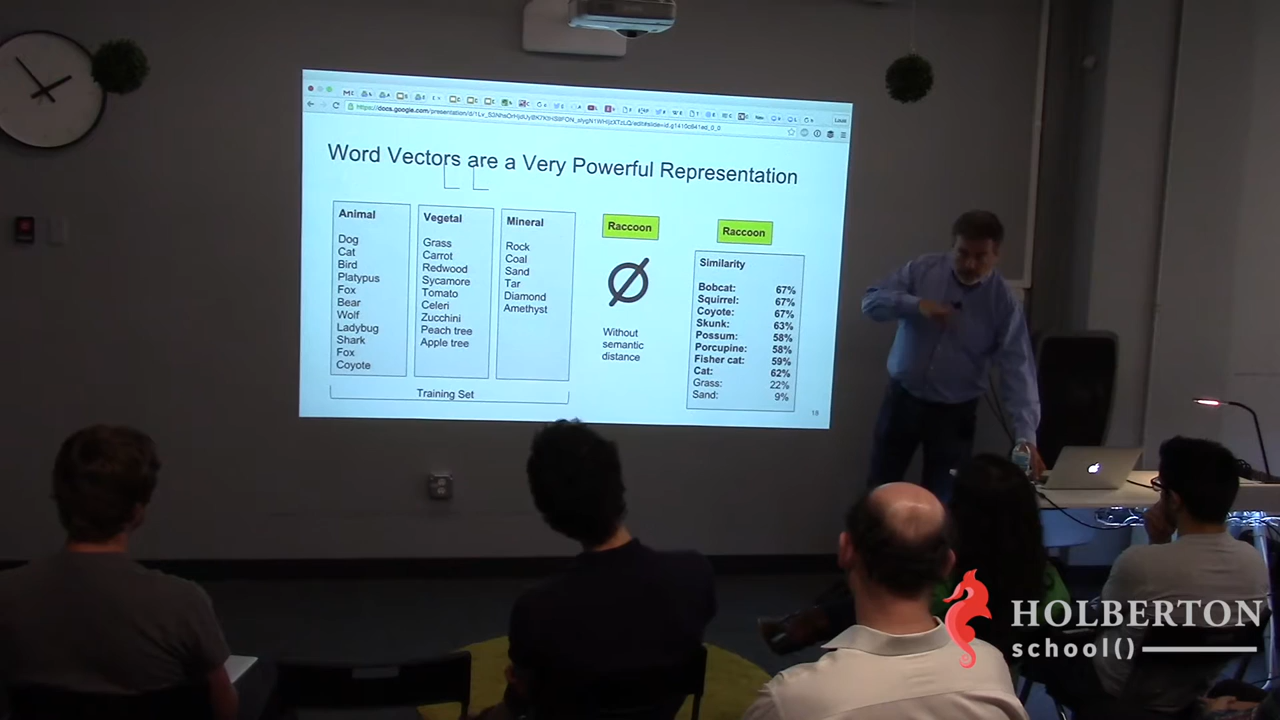 Word Vectors are a Very Powerful Representation
Animal
Dog
Cat
Bird
Platypus
Fox
Bear
Wolf
Ladybug
Shark
Fox
Coyote
Vegetal
Grass
Carrot
Redwood
Sycamore
Tomato
Celeri
Zucchini
Peach tree
Apple tree
Mineral
Rock
Coal
Sand
Tar
Diamond
Amethyst
Training Set
Raccoon
Without
semantic
distance
Raccoon
Similarity
Bobcat: 67%
Squirrel: 67%
Coyote: 67%
Skunk: 63%
Possum: 58%
Porcupine: 58%
Fisher cat: 59%
Cat: 62%
Grass: 22%
Sand: 9%
18
HOLBERTON
school()